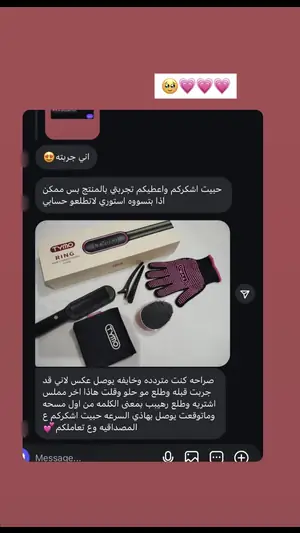 🥹💗💗💗
اني جربته😍
حبيت اشكركم واعطيكم تجربتي بالمنتج بس ممكن
اذا بتسووه استوري لاتطلعو حسابي
TYMO
RING
TYMO
صراحه كنت متردده وخايفه يوصل عكس لاني قد
جربت قبله وطلع مو حلو وقلت هاذا اخر مملس
اشتريه وطلع رهيبب بمعنى الكلمه من اول مسحه
وماتوقعت يوصل بهاذي السرعه حبيت اشكركم ع
المصداقيه وع تعاملكم💕
Message...